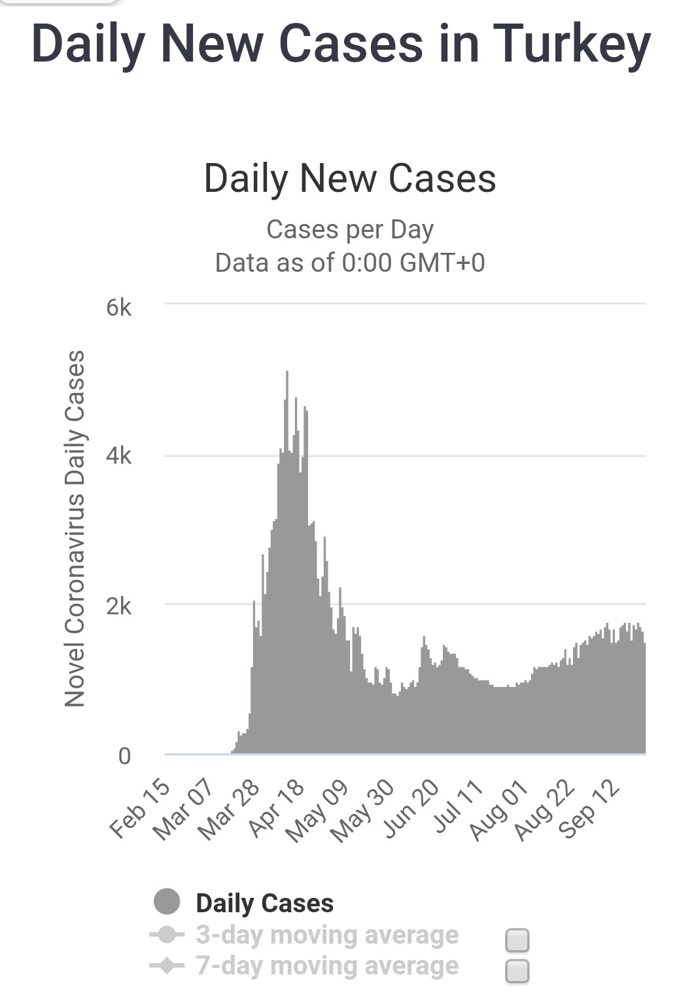 Daily New Cases in Turkey
Daily New Cases
Cases per Day
Data as of 0:00 GMT+0
Novel Coronavirus Daily Cases
6k
4k
2k
0
Feb 15
Mar 07
Mar 28
Apr 18
May 09
May 30
Jun 20
Jul 11
Aug 01
Aug 22
Sep 12
Daily Cases
3-day moving average
7-day moving average